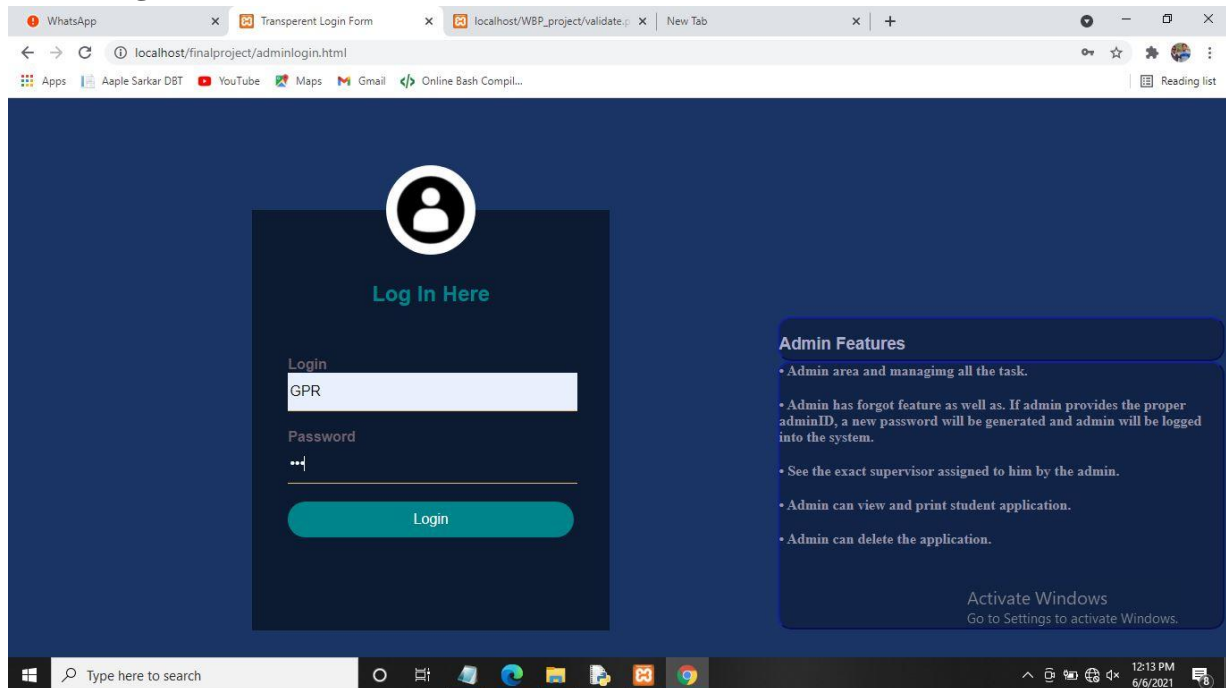 WhatsApp
Transperent Login Form
localhost/WBP_project/validate.p
New Tab
localhost/finalproject/adminlogin.html
Apps
Aaple Sarkar DBT
YouTube
Maps
Gmail
Online Bash Compil...
Reading list
Log In Here
Login
GPR
Password
•••
Login
Admin Features
• Admin area and managimg all the task.
• Admin has forgot feature as well as. If admin provides the proper
adminID, a new password will be generated and admin will be logged
into the system.
• See the exact supervisor assigned to him by the admin.
• Admin can view and print student application.
• Admin can delete the application.
Activate Windows
Go to Settings to activate Windows.
Type here to search
12:13 PM
6/6/2021
8